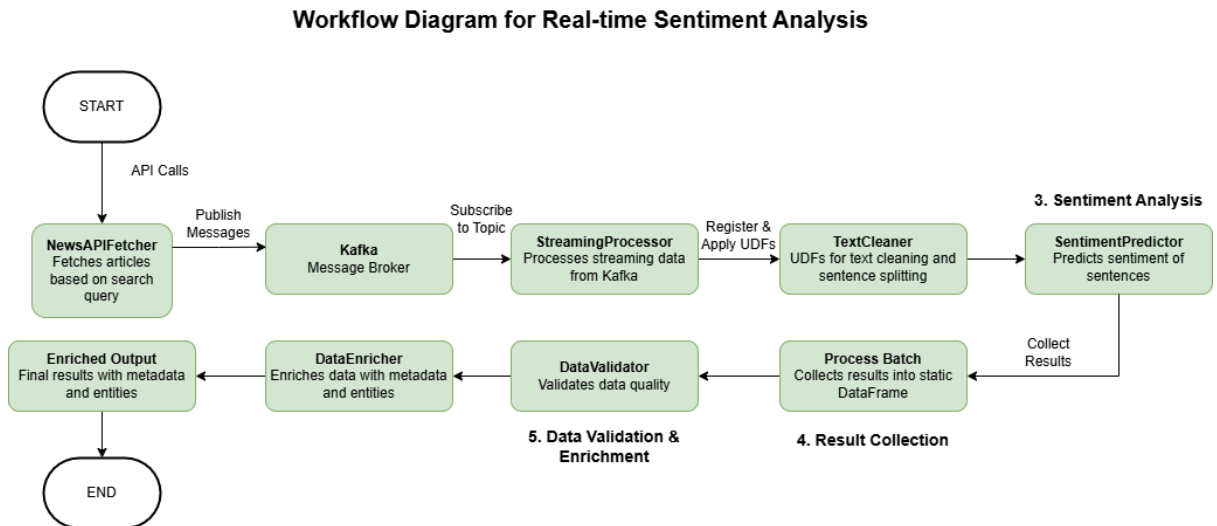 Workflow Diagram for Real-time Sentiment Analysis
START
API Calls
NewsAPIFetcher
Fetches articles
based on search
query
Publish
Messages
Kafka
Message Broker
Subscribe
to Topic
StreamingProcessor
Processes streaming data
from Kafka
Register &
Apply UDFs
TextCleaner
UDFs for text cleaning and
sentence splitting
3. Sentiment Analysis
SentimentPredictor
Predicts sentiment of
sentences
Collect
Results
Process Batch
Collects results into static
DataFrame
4. Result Collection
DataValidator
Validates data quality
5. Data Validation &
Enrichment
DataEnricher
Enriches data with metadata
and entities
Enriched Output
Final results with metadata
and entities
END